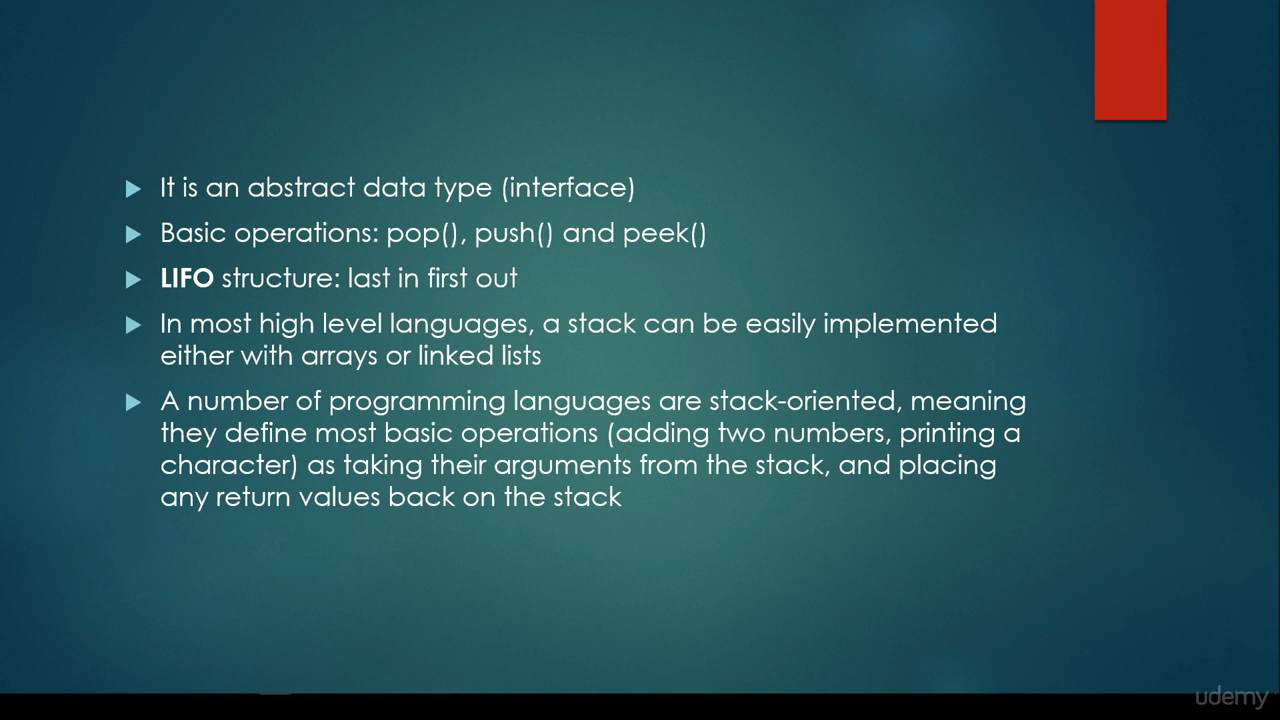 It is an abstract data type (interface)
Basic operations: pop(), push() and peek()
LIFO structure: last in first out
In most high level languages, a stack can be easily implemented
either with arrays or linked lists
A number of programming languages are stack-oriented, meaning
they define most basic operations (adding two numbers, printing a
character) as taking their arguments from the stack, and placing
any return values back on the stack
udemy